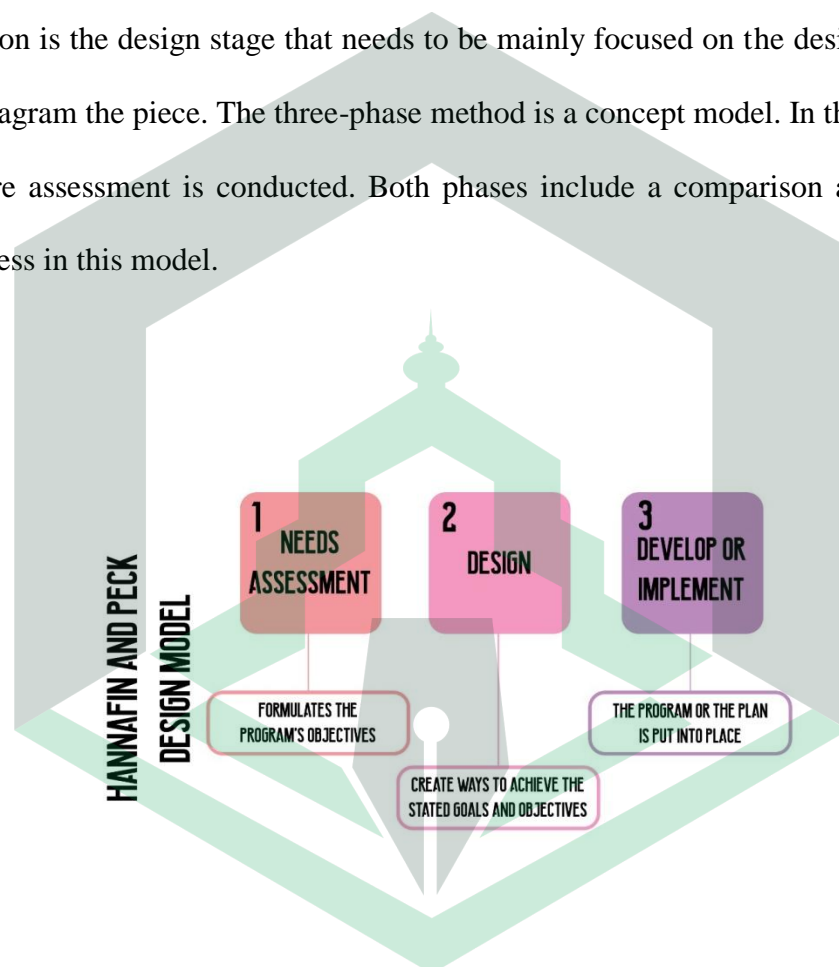 on is the design stage that needs to be mainly focused on the desi
agram the piece. The three-phase method is a concept model. In th
re assessment is conducted. Both phases include a comparison a
ess in this model.
HANNAFIN AND PECK
DESIGN MODEL
1
NEEDS
ASSESSMENT
FORMULATES THE
PROGRAM'S OBJECTIVES
2
DESIGN
CREATE WAYS TO ACHIEVE THE
STATED GOALS AND OBJECTIVES
3
DEVELOP OR
IMPLEMENT
THE PROGRAM OR THE PLAN
IS PUT INTO PLACE